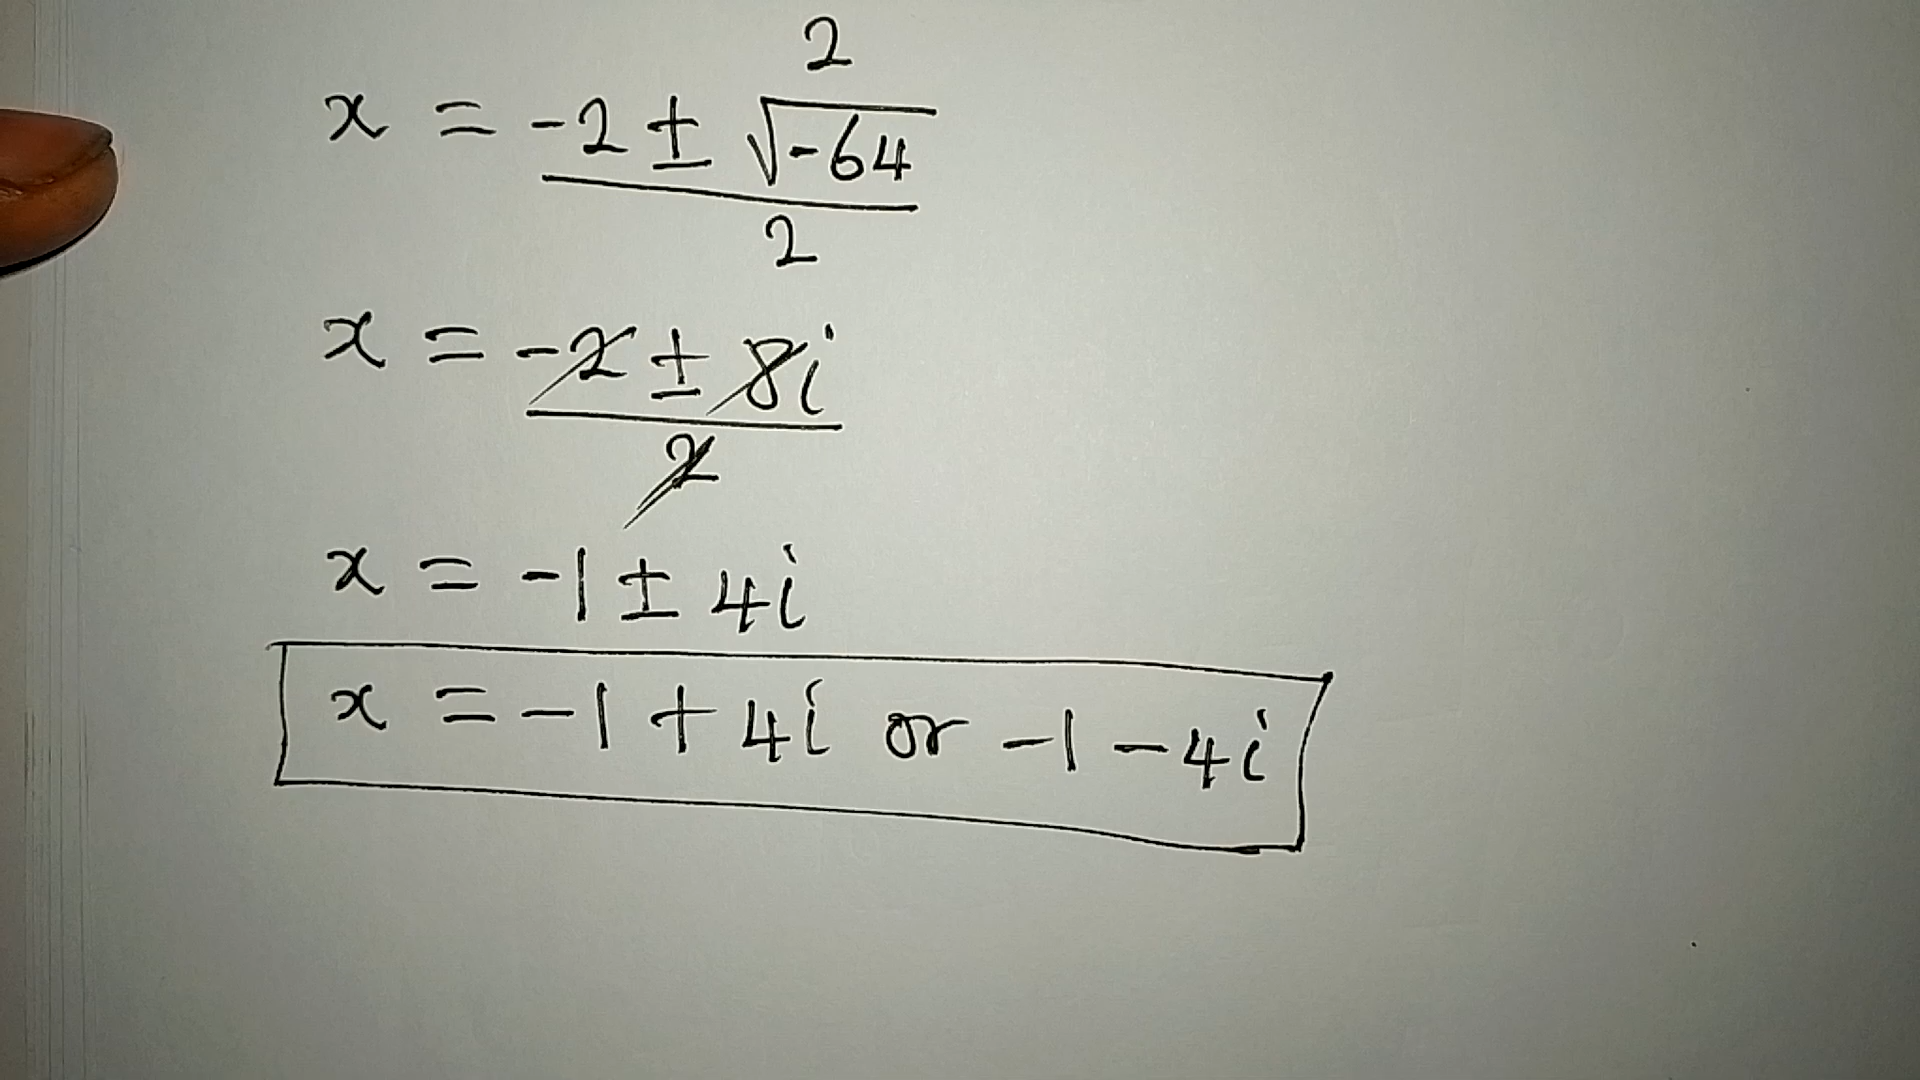 2
x = -2 ± √-64
2
x = -2 ± 8i
2
x = -1 ± 4i
x = -1 + 4i or -1 - 4i